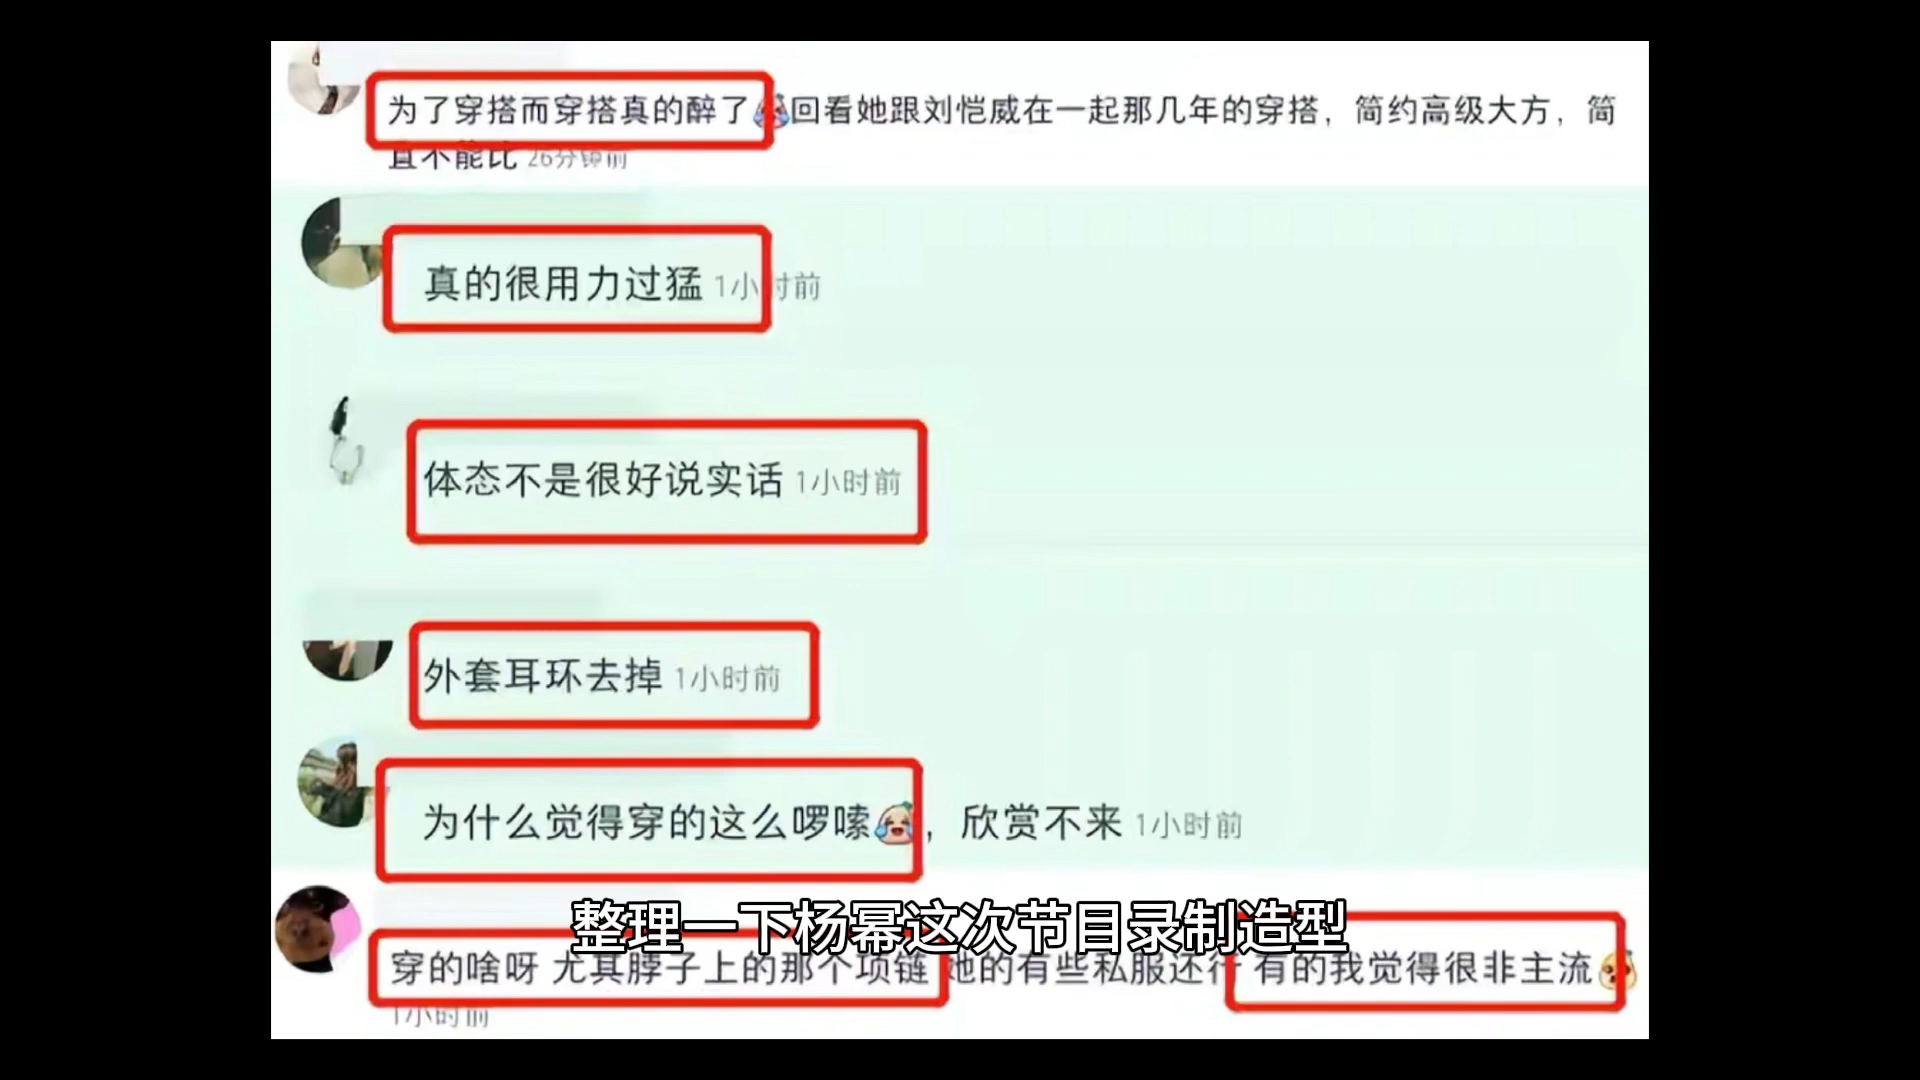 为了穿搭而穿搭真的醉了 回看她跟刘恺威在一起那几年的穿搭，简约高级大方，简
直不能比 26分钟前
真的很用力过猛 1小时前
体态不是很好说实话 1小时前
外套耳环去掉 1小时前
为什么觉得穿的这么啰嗦，欣赏不来 1小时前
整理一下杨幂这次节目录制造型
穿的啥呀 尤其脖子上的那个项链 她的有些私服还行 有的我觉得很非主流
1小时前